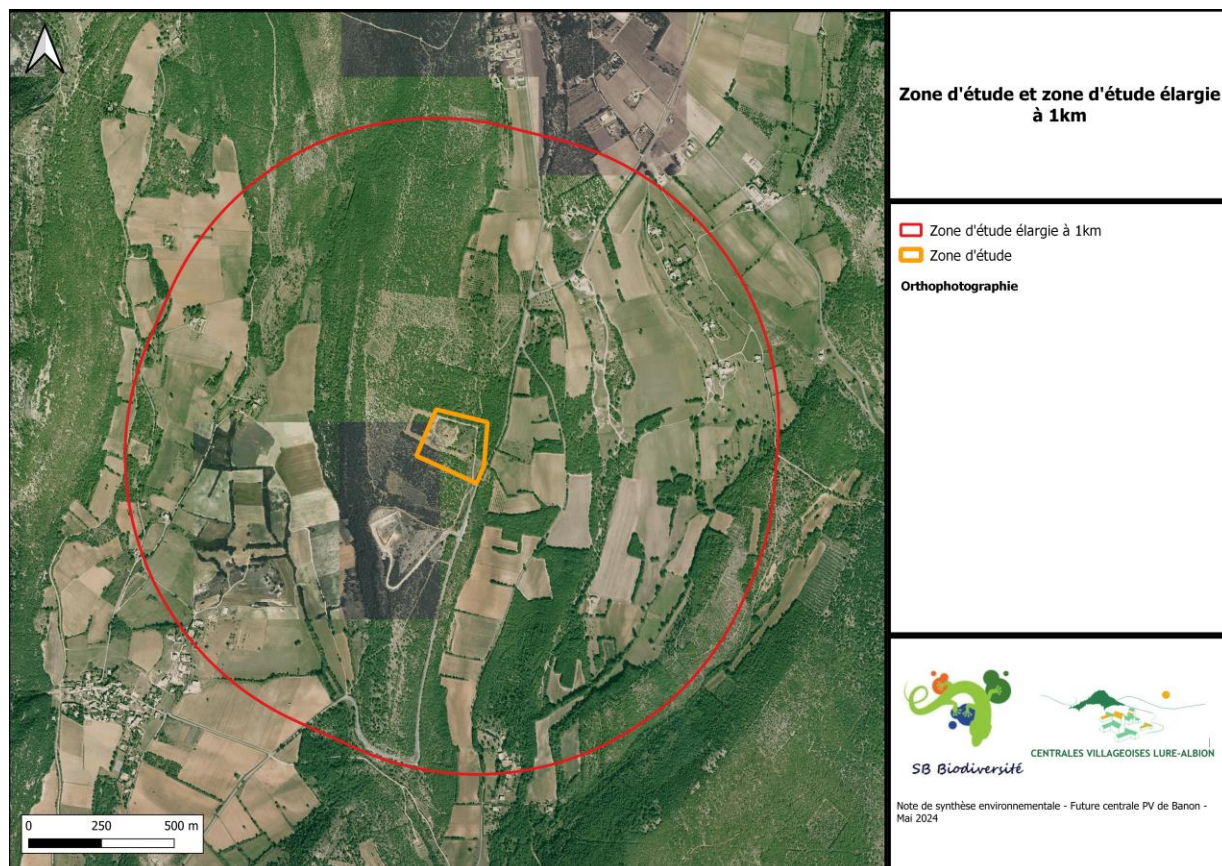 Zone d'étude et zone d'étude élargie
à 1km
Zone d'étude élargie à 1km
Zone d'étude
Orthophotographie
SB Biodiversité
CENTRALES VILLAGEOISES LURE-ALBION
Note de synthèse environnementale - Future centrale PV de Banon -
Mai 2024
0 250 500 m